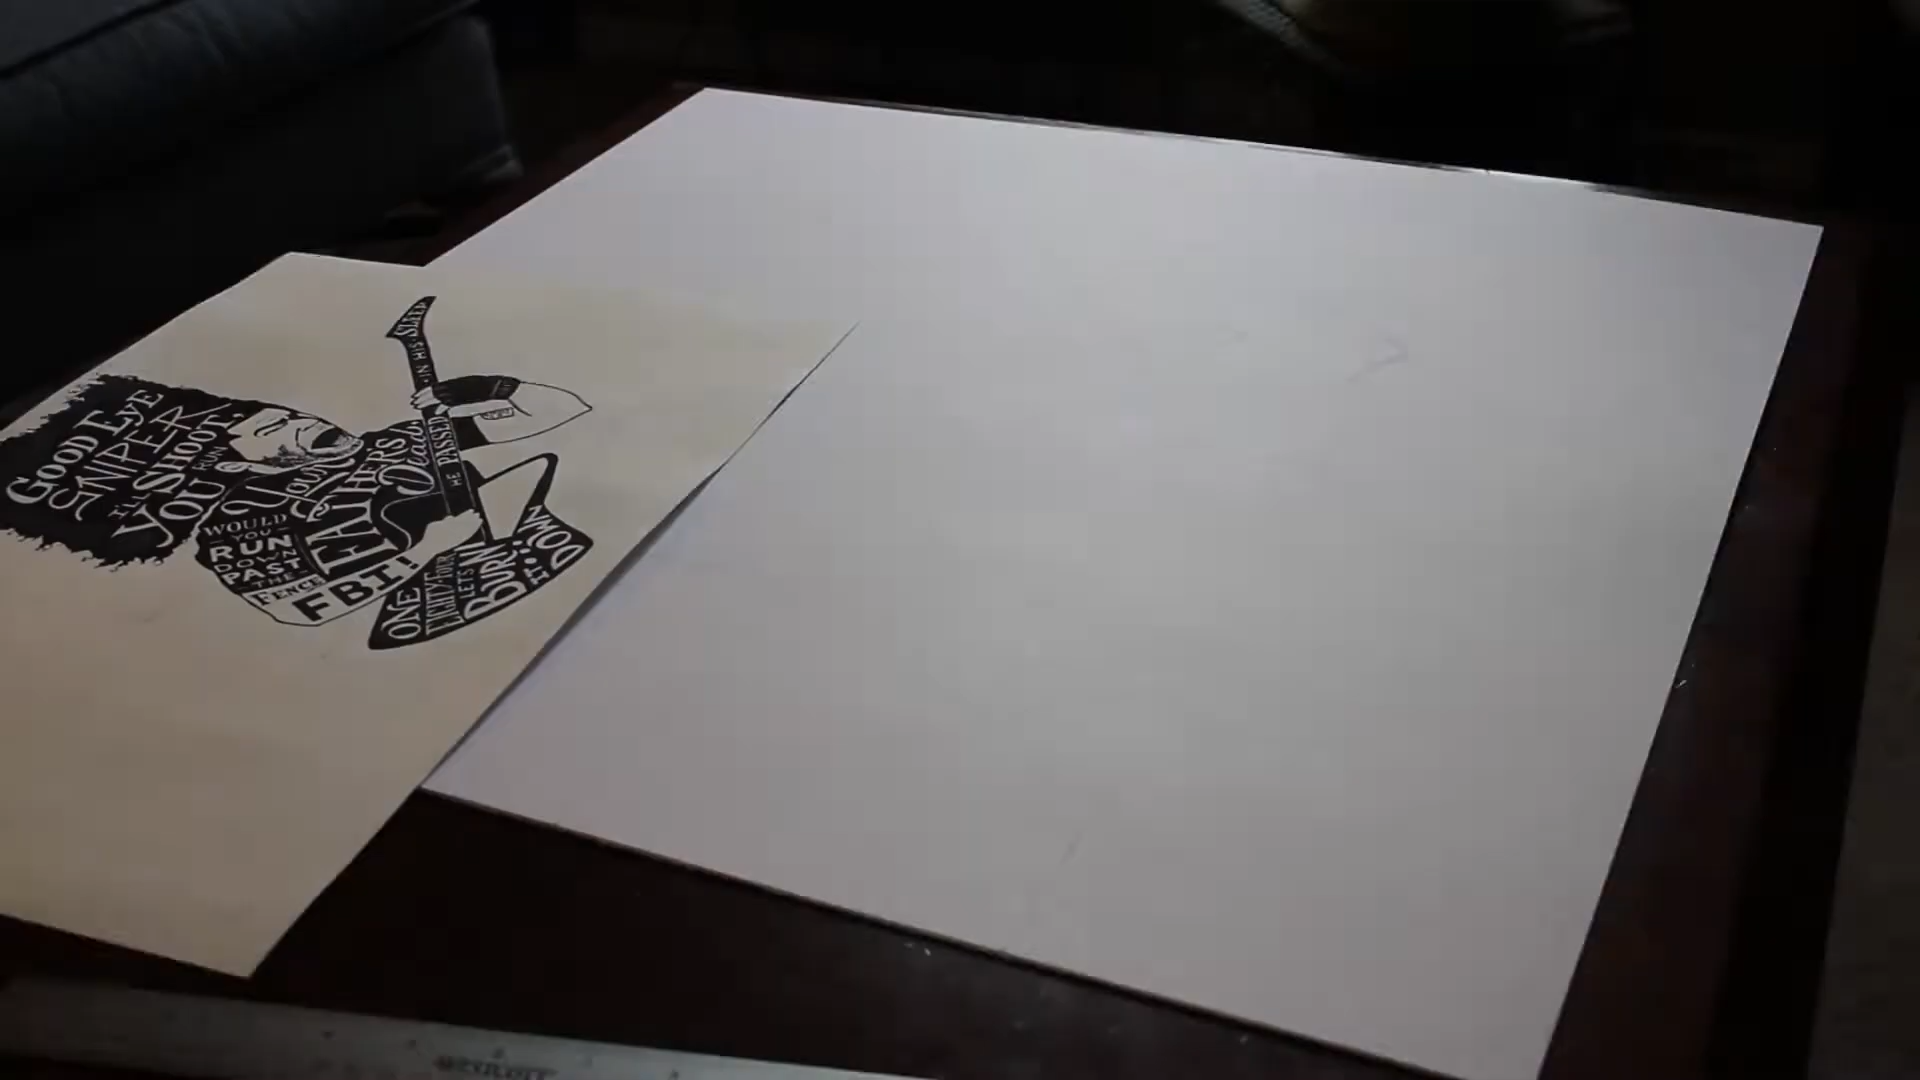 GOOD EYE
SNIPER
I'LL SHOOT,
YOU RUN
Your
FATHER'S
Dead,
HE PASSED
IN HIS SLEEP
WOULD
YOU
RUN
DOWN
PAST
THE
FENCE
FBI!
ONE
EIGHTY-FOUR
LETS
BURN
IT
DOWN